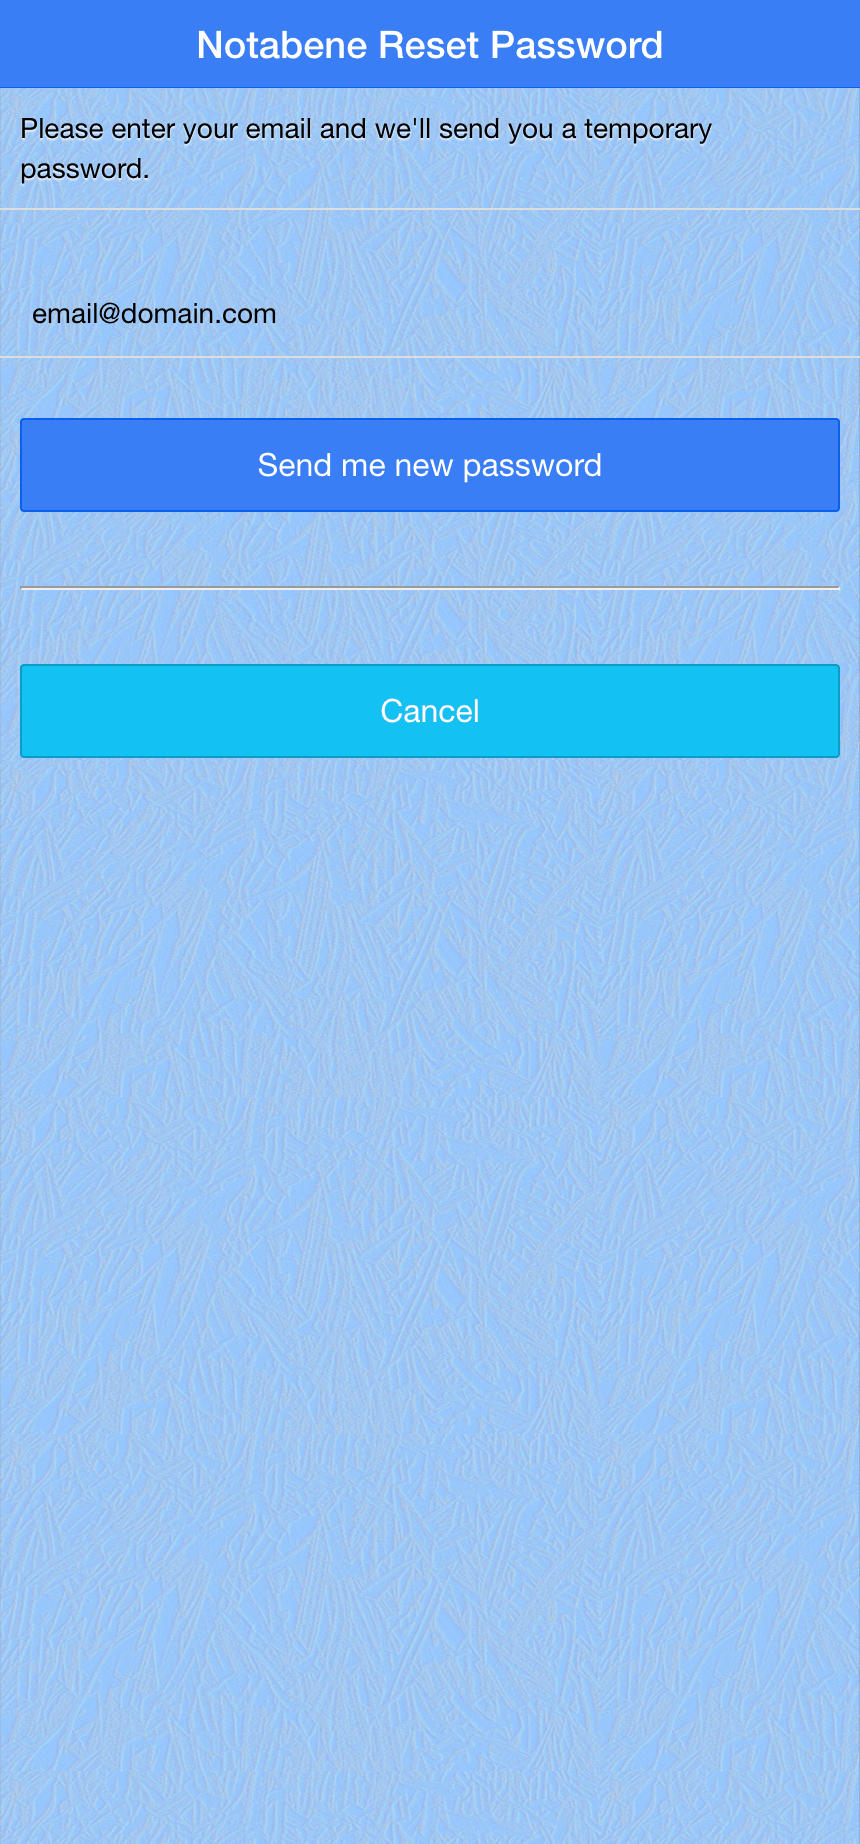 Notabene Reset Password
Please enter your email and we'll send you a temporary
password.
email@domain.com
Send me new password
Cancel